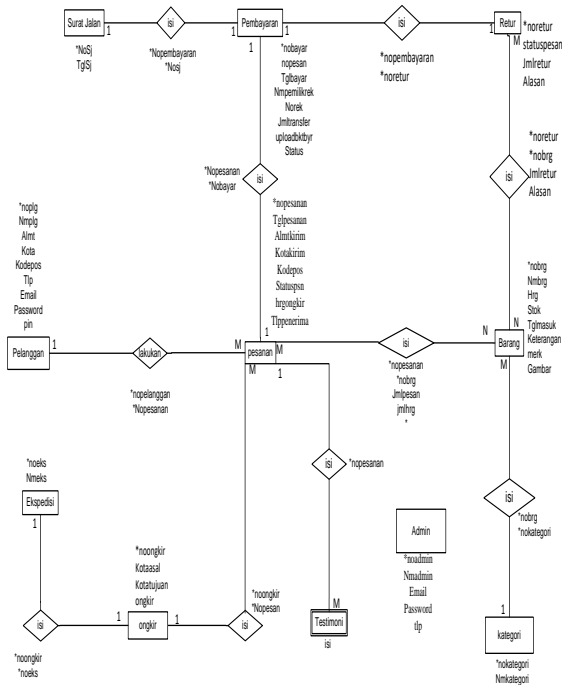 Surat Jalan
1
isi
1
Pembayaran
1
isi
1
Retur
*NoSj
TglSj
*Nopembayaran
*Nosj
1
*nobayar
nopesan
Tglbayar
Nmpemilikrek
Norek
Jmltransfer
uploadbktbyr
Status
*nopembayaran
*noretur
M
*noretur
statuspesan
Jmlretur
Alasan
*Nopesanan
*Nobayar
isi
isi
*noretur
*nobrg
Jmlretur
Alasan
*nopesanan
Tglpesanan
Almtkirim
Kotakirim
Kodepos
Statuspsn
hrgongkir
Tlppenerima
*noplg
Nmplg
Almt
Kota
Kodepos
Tlp
Email
Password
pin
*nobrg
Nmbrg
Hrg
Stok
Tglmasuk
Keterangan
merk
Gambar
Pelanggan
1
lakukan
M
1
pesanan
M
isi
N
N
Barang
*nopelanggan
*Nopesanan
M
1
*nopesanan
*nobrg
Jmlpesan
jmlhrg
*
M
*noeks
Nmeks
Ekspedisi
1
isi
*nopesanan
isi
*nobrg
*nokategori
Admin
*noadmin
Nmadmin
Email
Password
tlp
*noongkir
Kotaasal
Kotatujuan
ongkir
*noongkir
*Nopesan
isi
1
ongkir
1
isi
M
Testimoni
isi
1
kategori
*noongkir
*noeks
*nokategori
Nmkategori